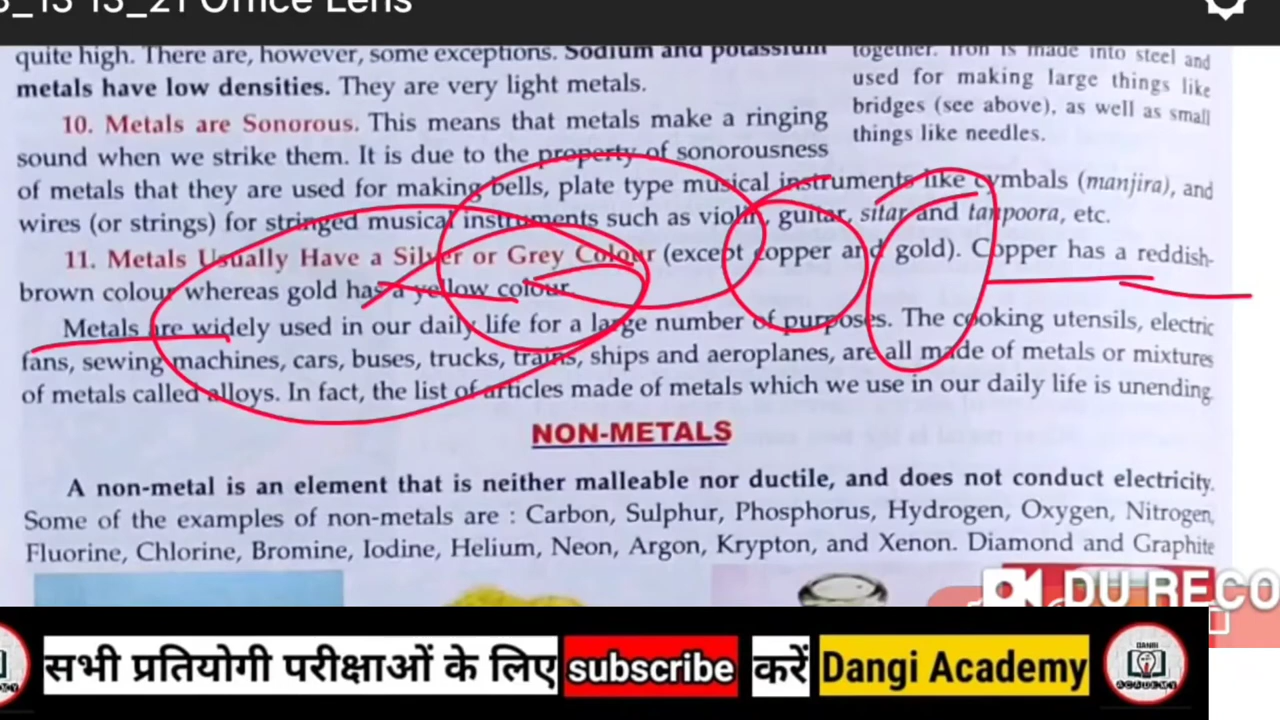 13_21 Office Lens
quite high. There are, however, some exceptions. Sodium and potassium
metals have low densities. They are very light metals.
together. Iron is made into steel and
used for making large things like
bridges (see above), as well as small
things like needles.
10. Metals are Sonorous. This means that metals make a ringing
sound when we strike them. It is due to the property of sonorousness
of metals that they are used for making bells, plate type musical instruments like cymbals (manjira), and
wires (or strings) for stringed musical instruments such as violin, guitar, sitar and tanpoora, etc.
11. Metals Usually Have a Silver or Grey Colour (except copper and gold). Copper has a reddish-
brown colour whereas gold has a yellow colour.
Metals are widely used in our daily life for a large number of purposes. The cooking utensils, electric
fans, sewing machines, cars, buses, trucks, trains, ships and aeroplanes, are all made of metals or mixtures
of metals called alloys. In fact, the list of articles made of metals which we use in our daily life is unending.
NON-METALS
A non-metal is an element that is neither malleable nor ductile, and does not conduct electricity.
Some of the examples of non-metals are : Carbon, Sulphur, Phosphorus, Hydrogen, Oxygen, Nitrogen,
Fluorine, Chlorine, Bromine, Iodine, Helium, Neon, Argon, Krypton, and Xenon. Diamond and Graphite
DU RECO
सभी प्रतियोगी परीक्षाओं के लिए subscribe करें Dangi Academy
DANGI
ACADEMY